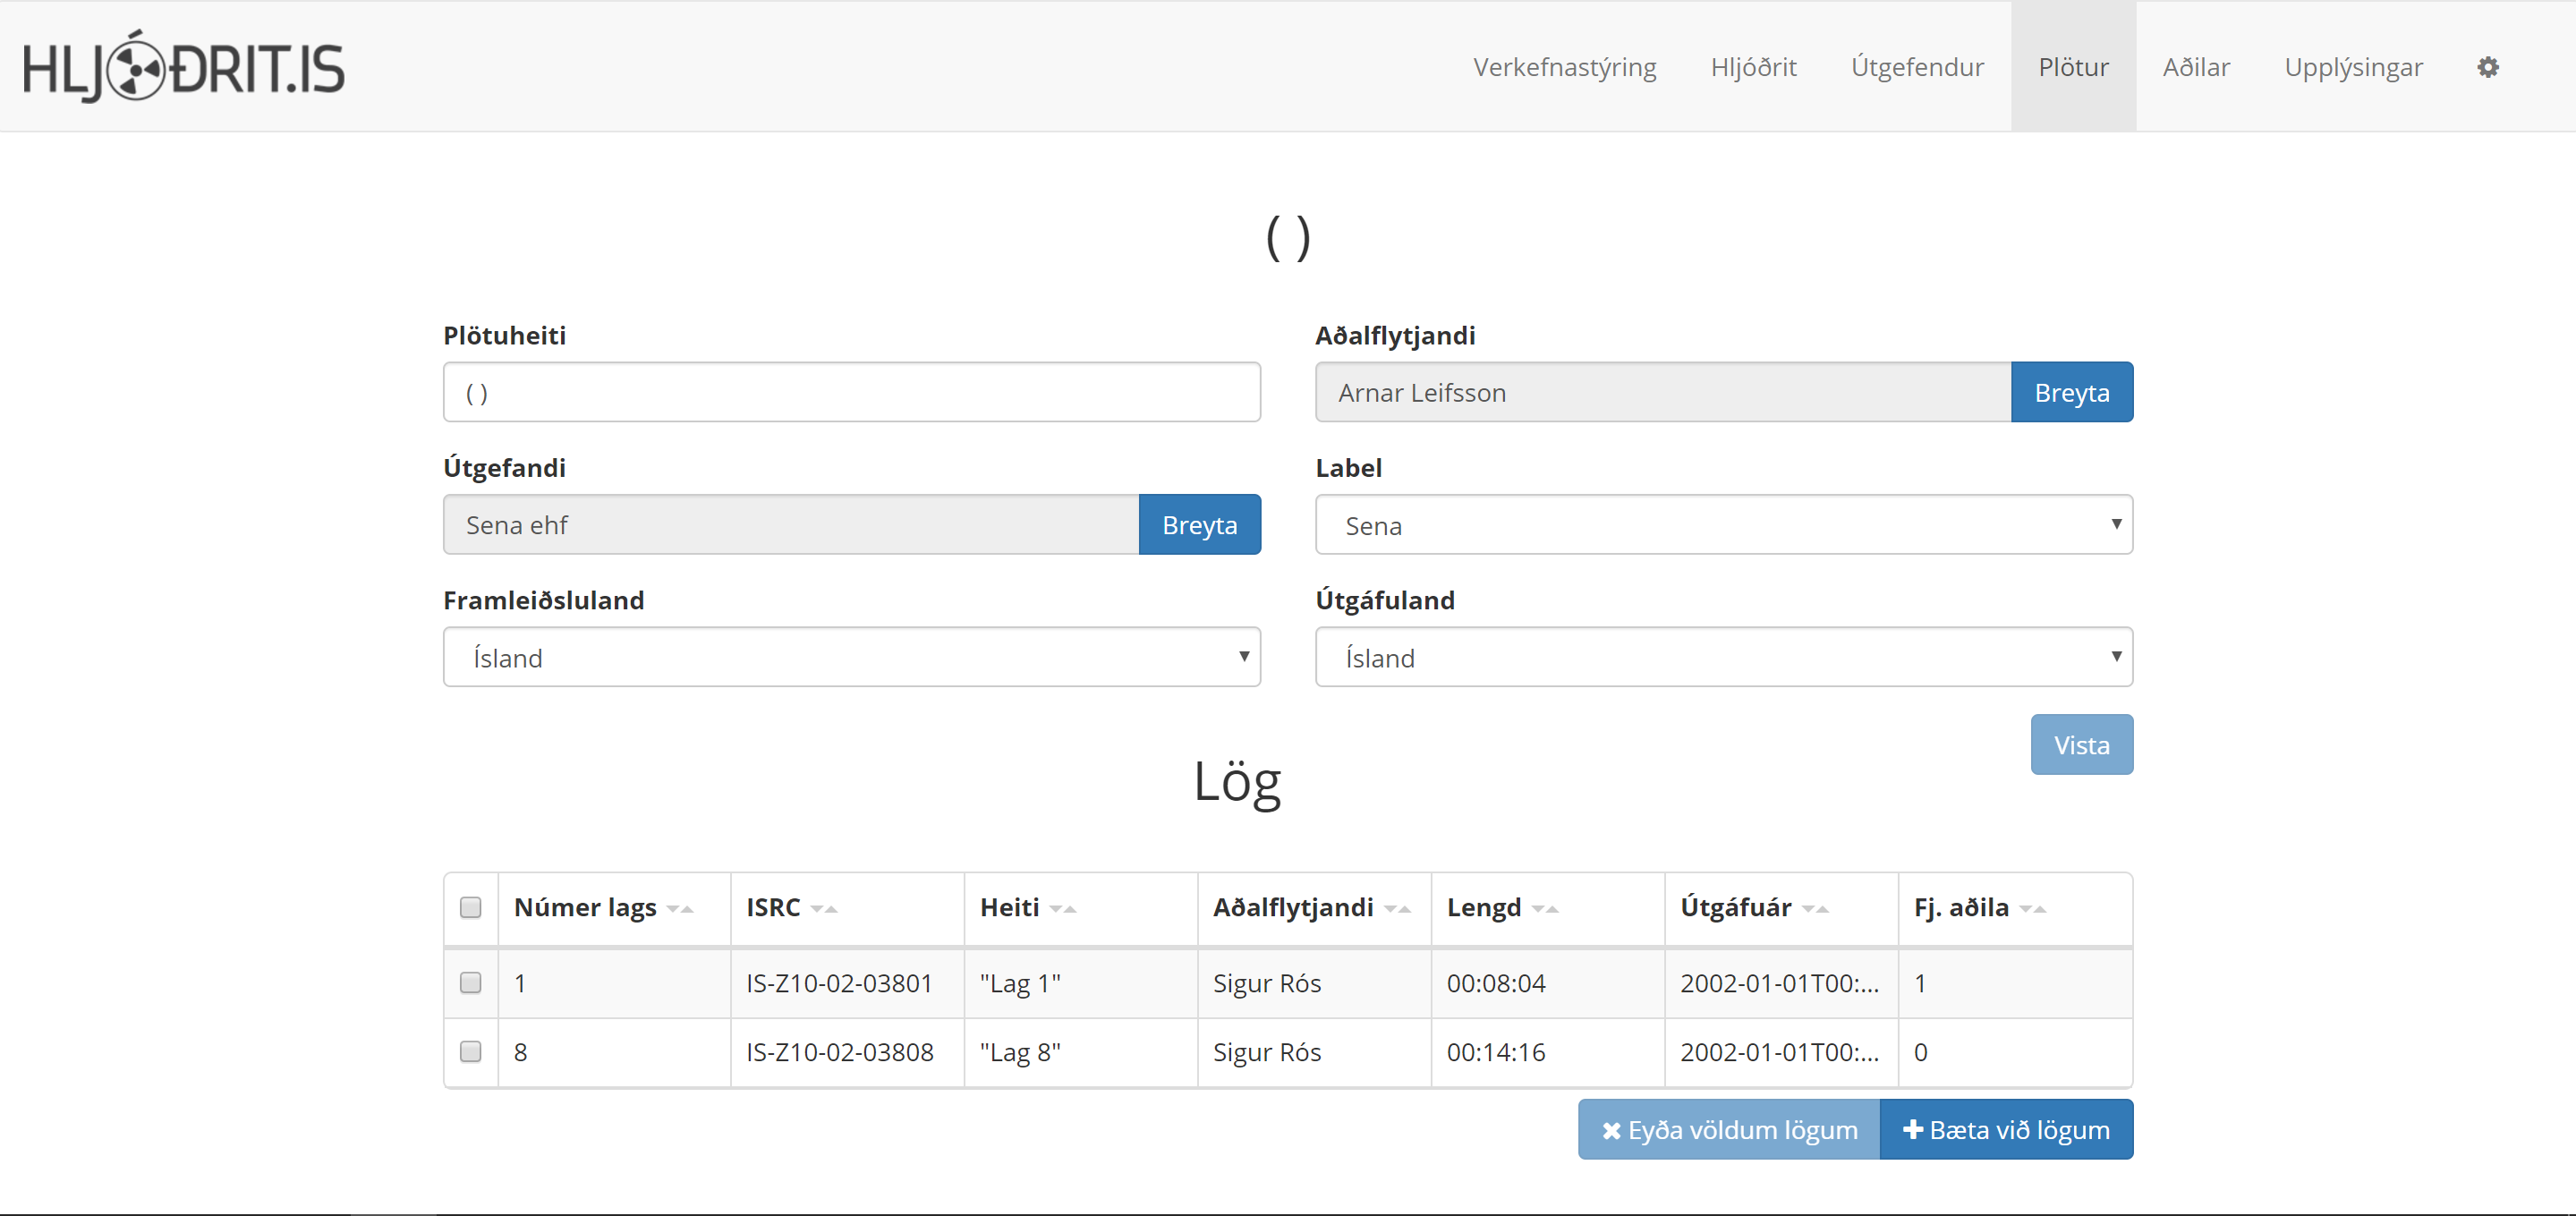 HLJÓÐRIT.IS
Verkefnastýring Hljóðrit Útgefendur Plötur Aðilar Upplýsingar
( )
Plötuheiti Aðalflytjandi
( ) Arnar Leifsson Breyta
Útgefandi Label
Sena ehf Breyta Sena
Framleiðsluland Útgáfuland
Ísland Ísland
Vista
Lög
Númer lags ISRC Heiti Aðalflytjandi Lengd Útgáfuár Fj. aðila
1 IS-Z10-02-03801 "Lag 1" Sigur Rós 00:08:04 2002-01-01T00:... 1
8 IS-Z10-02-03808 "Lag 8" Sigur Rós 00:14:16 2002-01-01T00:... 0
Eyða völdum lögum Bæta við lögum